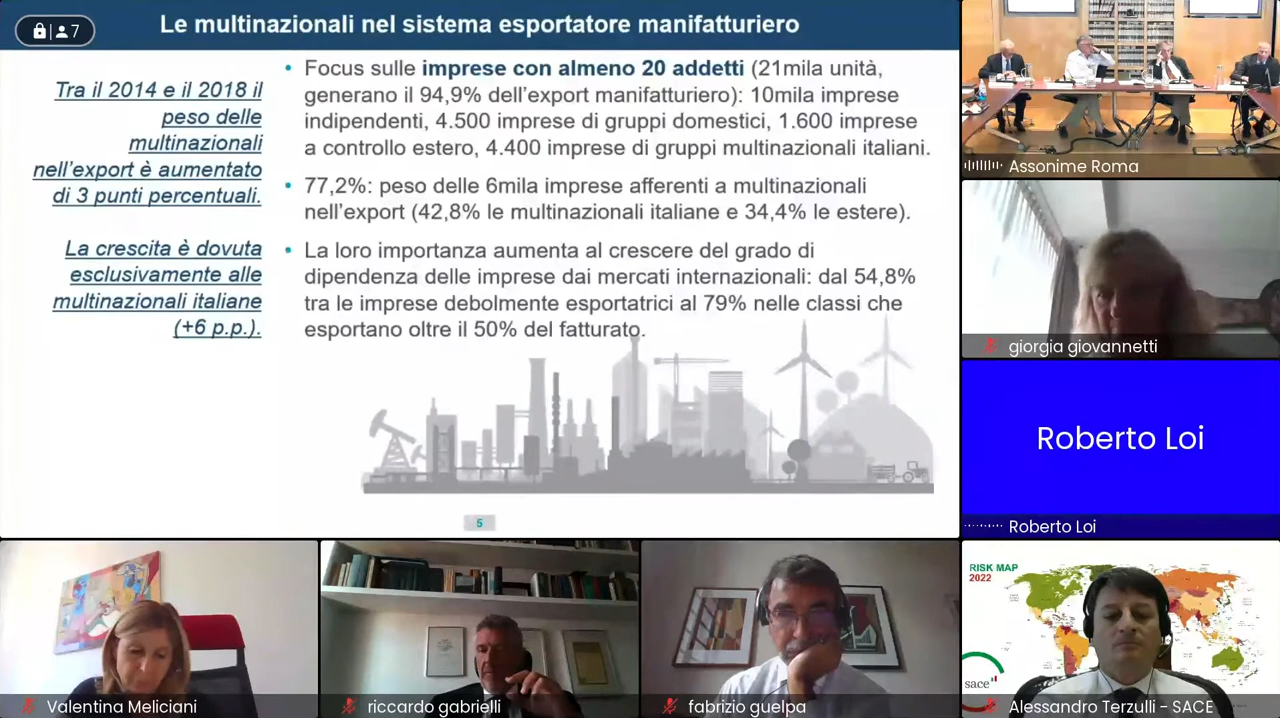 7
Le multinazionali nel sistema esportatore manifatturiero
Tra il 2014 e il 2018 il
peso delle
multinazionali
nell'export è aumentato
di 3 punti percentuali.
La crescita è dovuta
esclusivamente alle
multinazionali italiane
(+6 p.p.).
• Focus sulle imprese con almeno 20 addetti (21mila unità,
generano il 94,9% dell'export manifatturiero): 10mila imprese
indipendenti, 4.500 imprese di gruppi domestici, 1.600 imprese
a controllo estero, 4.400 imprese di gruppi multinazionali italiani.
• 77,2%: peso delle 6mila imprese afferenti a multinazionali
nell'export (42,8% le multinazionali italiane e 34,4% le estere).
• La loro importanza aumenta al crescere del grado di
dipendenza delle imprese dai mercati internazionali: dal 54,8%
tra le imprese debolmente esportatrici al 79% nelle classi che
esportano oltre il 50% del fatturato.
5
Assonime Roma
giorgia giovannetti
Roberto Loi
Roberto Loi
Valentina Meliciani
riccardo gabrielli
fabrizio guelpa
RISK MAP
2022
sace
Alessandro Terzulli - SACE